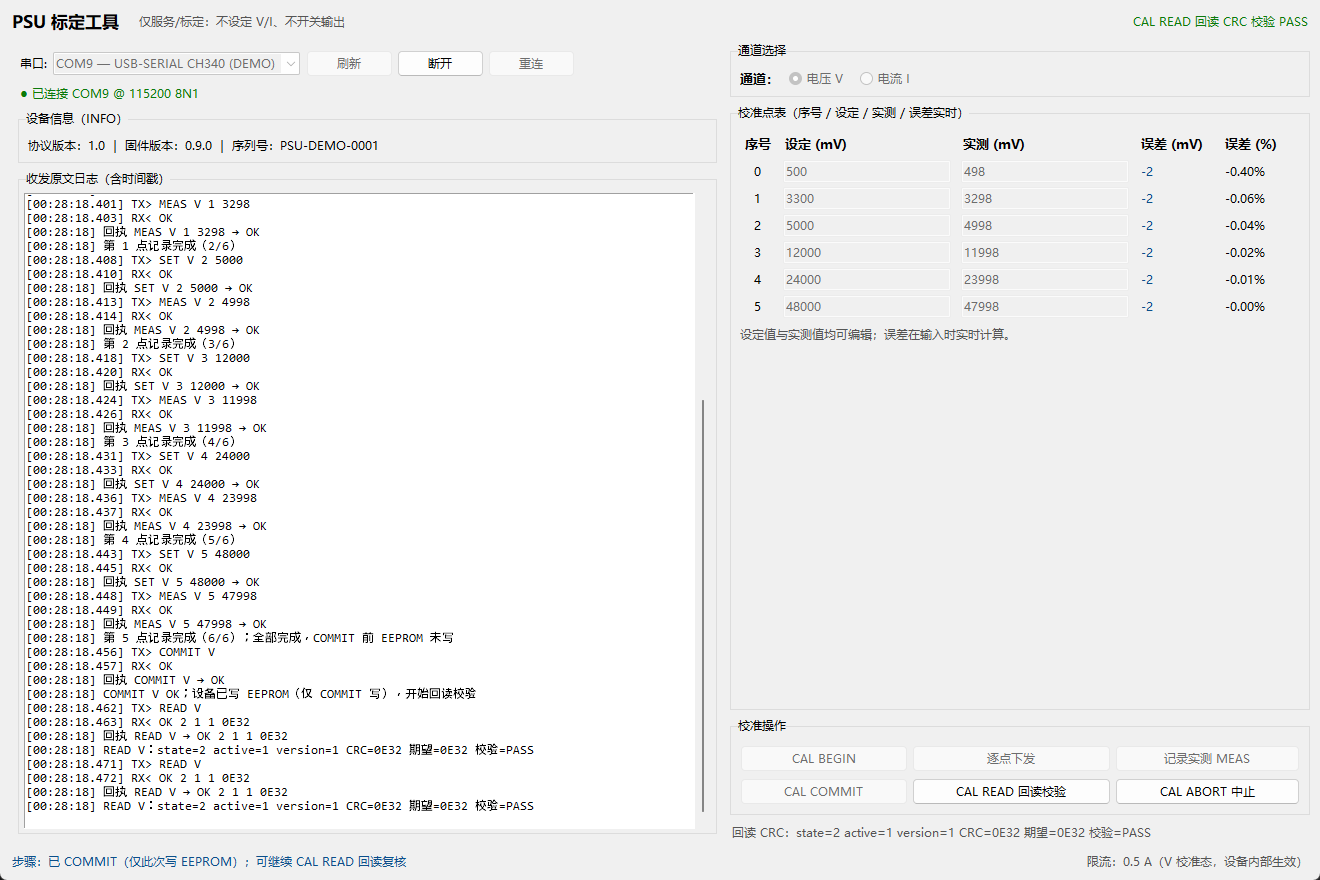 PSU 标定工具 仅服务/标定：不设定 V/I、不开关输出
CAL READ 回读 CRC 校验 PASS
串口: COM9 — USB-SERIAL CH340 (DEMO) 刷新 断开 重连
● 已连接 COM9 @ 115200 8N1
设备信息（INFO）
协议版本：1.0 | 固件版本：0.9.0 | 序列号：PSU-DEMO-0001
收发原文日志（含时间戳）
[00:28:18.401] TX> MEAS V 1 3298
[00:28:18.403] RX< OK
[00:28:18] 回执 MEAS V 1 3298 → OK
[00:28:18] 第 1 点记录完成（2/6）
[00:28:18.408] TX> SET V 2 5000
[00:28:18.410] RX< OK
[00:28:18] 回执 SET V 2 5000 → OK
[00:28:18.413] TX> MEAS V 2 4998
[00:28:18.414] RX< OK
[00:28:18] 回执 MEAS V 2 4998 → OK
[00:28:18] 第 2 点记录完成（3/6）
[00:28:18.418] TX> SET V 3 12000
[00:28:18.420] RX< OK
[00:28:18] 回执 SET V 3 12000 → OK
[00:28:18.424] TX> MEAS V 3 11998
[00:28:18.426] RX< OK
[00:28:18] 回执 MEAS V 3 11998 → OK
[00:28:18] 第 3 点记录完成（4/6）
[00:28:18.431] TX> SET V 4 24000
[00:28:18.433] RX< OK
[00:28:18] 回执 SET V 4 24000 → OK
[00:28:18.436] TX> MEAS V 4 23998
[00:28:18.437] RX< OK
[00:28:18] 回执 MEAS V 4 23998 → OK
[00:28:18] 第 4 点记录完成（5/6）
[00:28:18.443] TX> SET V 5 48000
[00:28:18.445] RX< OK
[00:28:18] 回执 SET V 5 48000 → OK
[00:28:18.448] TX> MEAS V 5 47998
[00:28:18.449] RX< OK
[00:28:18] 回执 MEAS V 5 47998 → OK
[00:28:18] 第 5 点记录完成（6/6）；全部完成，COMMIT 前 EEPROM 未写
[00:28:18.456] TX> COMMIT V
[00:28:18.457] RX< OK
[00:28:18] 回执 COMMIT V → OK
[00:28:18] COMMIT V OK；设备已写 EEPROM（仅 COMMIT 写），开始回读校验
[00:28:18.462] TX> READ V
[00:28:18.463] RX< OK 2 1 1 0E32
[00:28:18] 回执 READ V → OK 2 1 1 0E32
[00:28:18] READ V：state=2 active=1 version=1 CRC=0E32 期望=0E32 校验=PASS
[00:28:18.471] TX> READ V
[00:28:18.472] RX< OK 2 1 1 0E32
[00:28:18] 回执 READ V → OK 2 1 1 0E32
[00:28:18] READ V：state=2 active=1 version=1 CRC=0E32 期望=0E32 校验=PASS
通道选择
通道： 电压 V 电流 I
校准点表（序号 / 设定 / 实测 / 误差实时）
序号 设定 (mV) 实测 (mV) 误差 (mV) 误差 (%)
0 500 498 -2 -0.40%
1 3300 3298 -2 -0.06%
2 5000 4998 -2 -0.04%
3 12000 11998 -2 -0.02%
4 24000 23998 -2 -0.01%
5 48000 47998 -2 -0.00%
设定值与实测值均可编辑；误差在输入时实时计算。
校准操作
CAL BEGIN 逐点下发 记录实测 MEAS
CAL COMMIT CAL READ 回读校验 CAL ABORT 中止
回读 CRC：state=2 active=1 version=1 CRC=0E32 期望=0E32 校验=PASS
步骤：已 COMMIT（仅此次写 EEPROM）；可继续 CAL READ 回读复核
限流：0.5 A（V 校准态，设备内部生效）